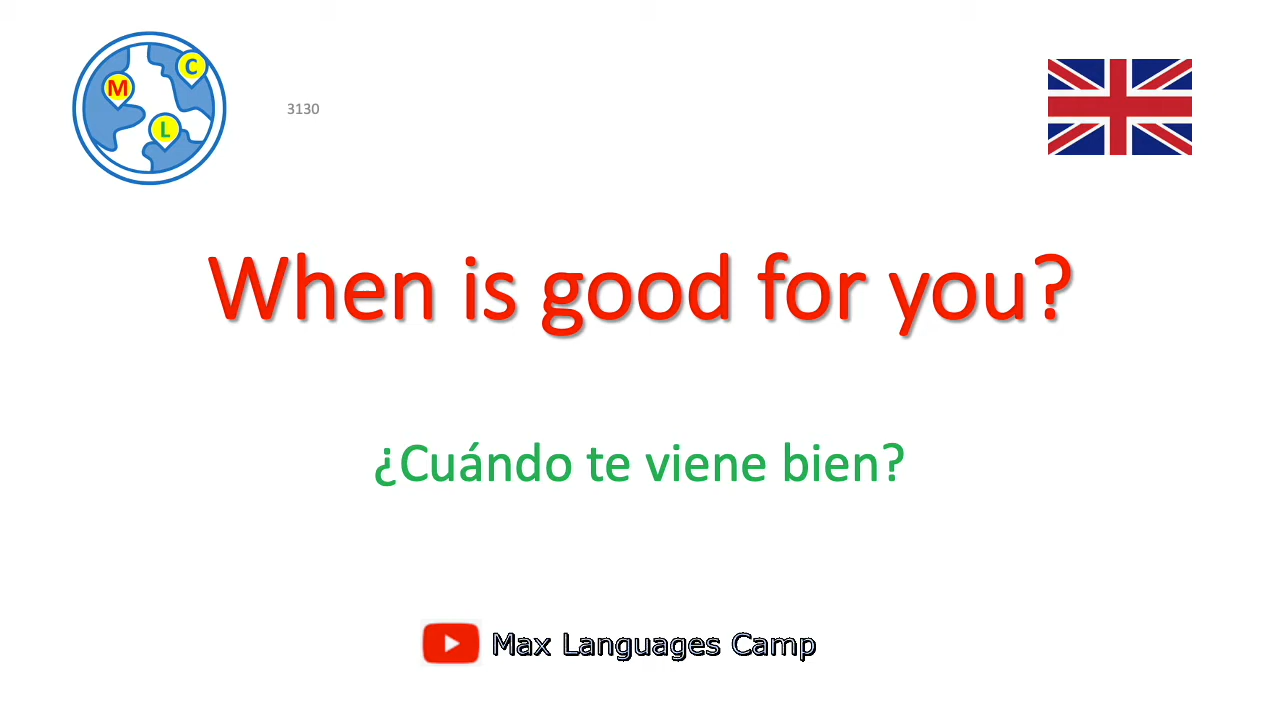 M
C
L
3130
When is good for you?
¿Cuándo te viene bien?
Max Languages Camp